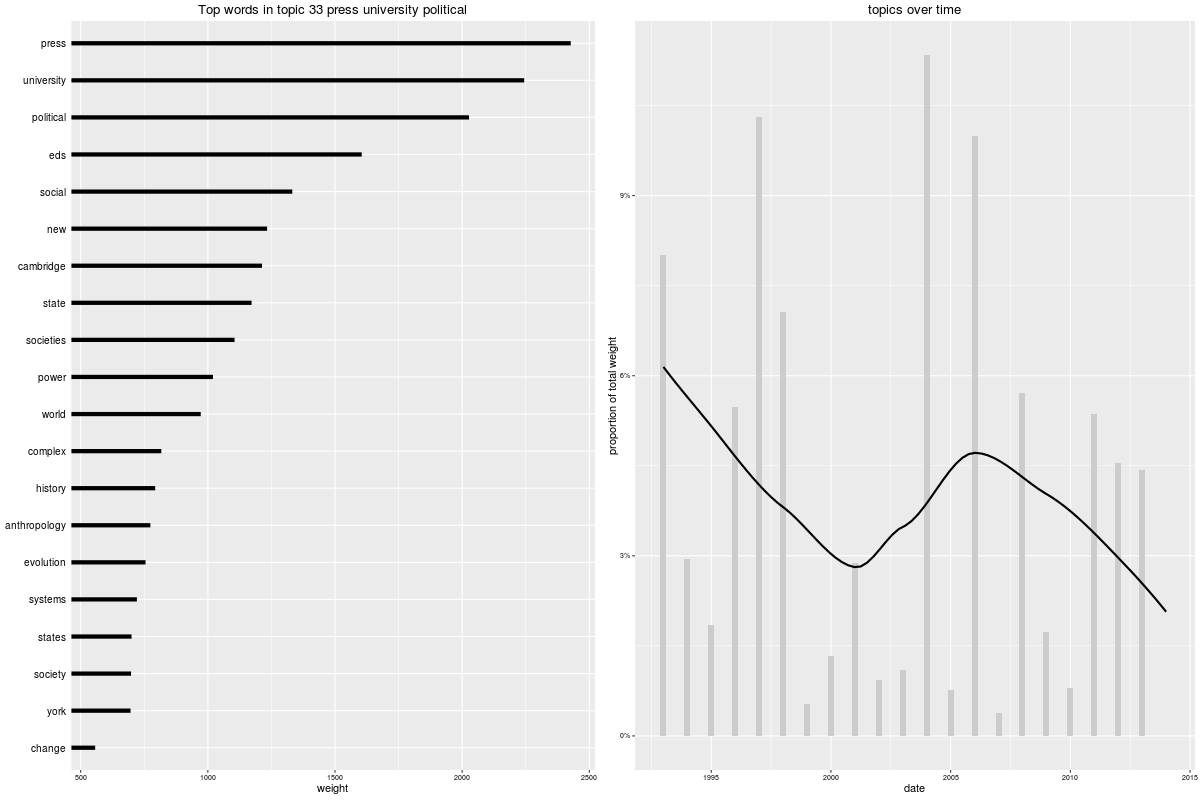 Top words in topic 33 press university political
press
university
political
eds
social
new
cambridge
state
societies
power
world
complex
history
anthropology
evolution
systems
states
society
york
change
500 1000 1500 2000 2500
weight
topics over time
proportion of total weight
9%
6%
3%
0%
1995 2000 2005 2010 2015
date